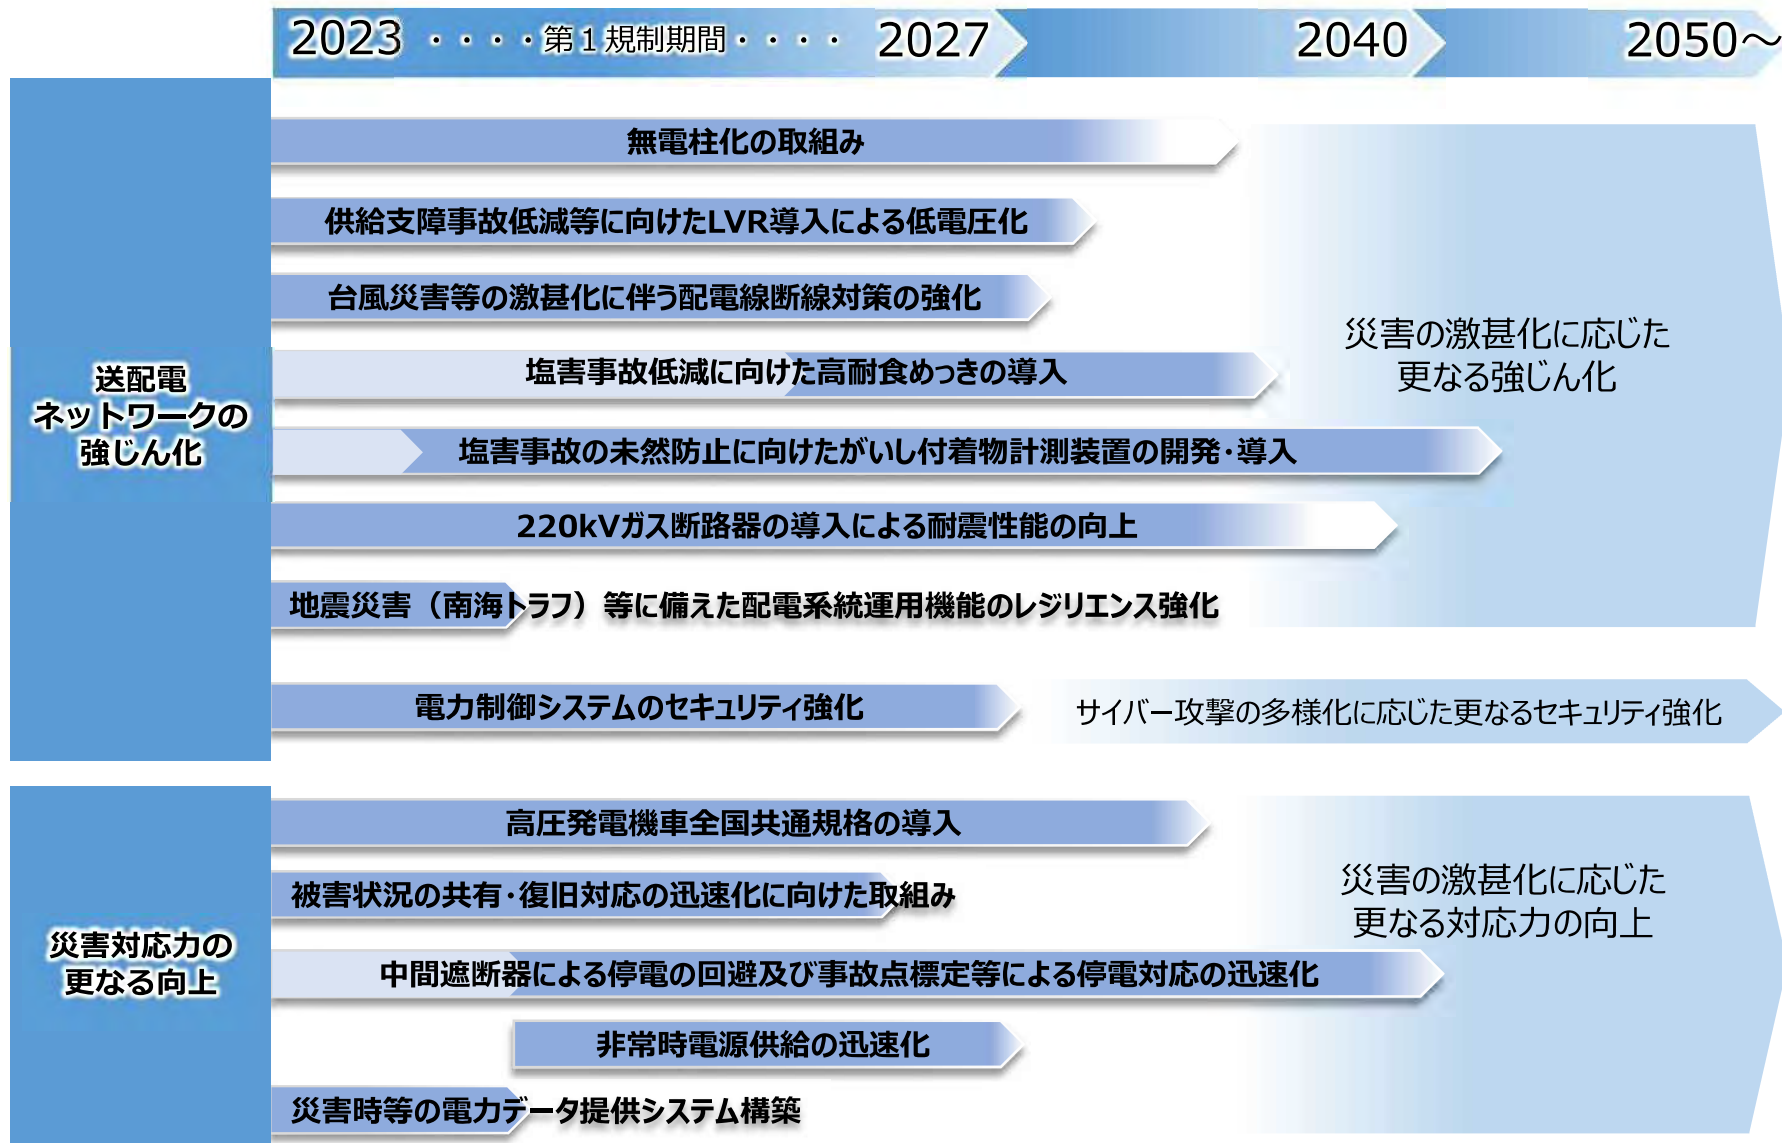 2023 ・・・・第1規制期間・・・・ 2027 2040 2050～
送配電
ネットワークの
強じん化
無電柱化の取組み
供給支障事故低減等に向けたLVR導入による低電圧化
台風災害等の激甚化に伴う配電線断線対策の強化
塩害事故低減に向けた高耐食めっきの導入
塩害事故の未然防止に向けたがいし付着物計測装置の開発・導入
220kVガス断路器の導入による耐震性能の向上
地震災害（南海トラフ）等に備えた配電系統運用機能のレジリエンス強化
災害の激甚化に応じた
更なる強じん化
電力制御システムのセキュリティ強化
サイバー攻撃の多様化に応じた更なるセキュリティ強化
災害対応力の
更なる向上
高圧発電機車全国共通規格の導入
被害状況の共有・復旧対応の迅速化に向けた取組み
中間遮断器による停電の回避及び事故点標定等による停電対応の迅速化
非常時電源供給の迅速化
災害時等の電力データ提供システム構築
災害の激甚化に応じた
更なる対応力の向上